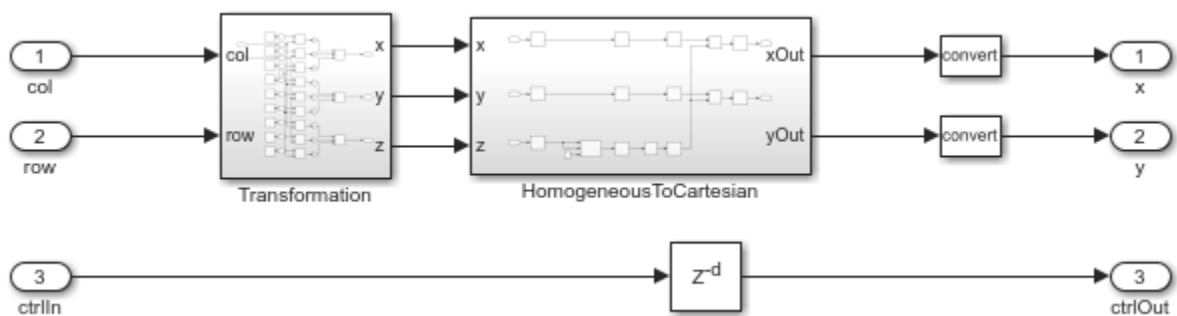 1
col
2
row
col
row
x
y
z
Transformation
x
y
z
xOut
yOut
HomogeneousToCartesian
convert
convert
1
x
2
y
3
ctrlIn
Z-d
3
ctrlOut